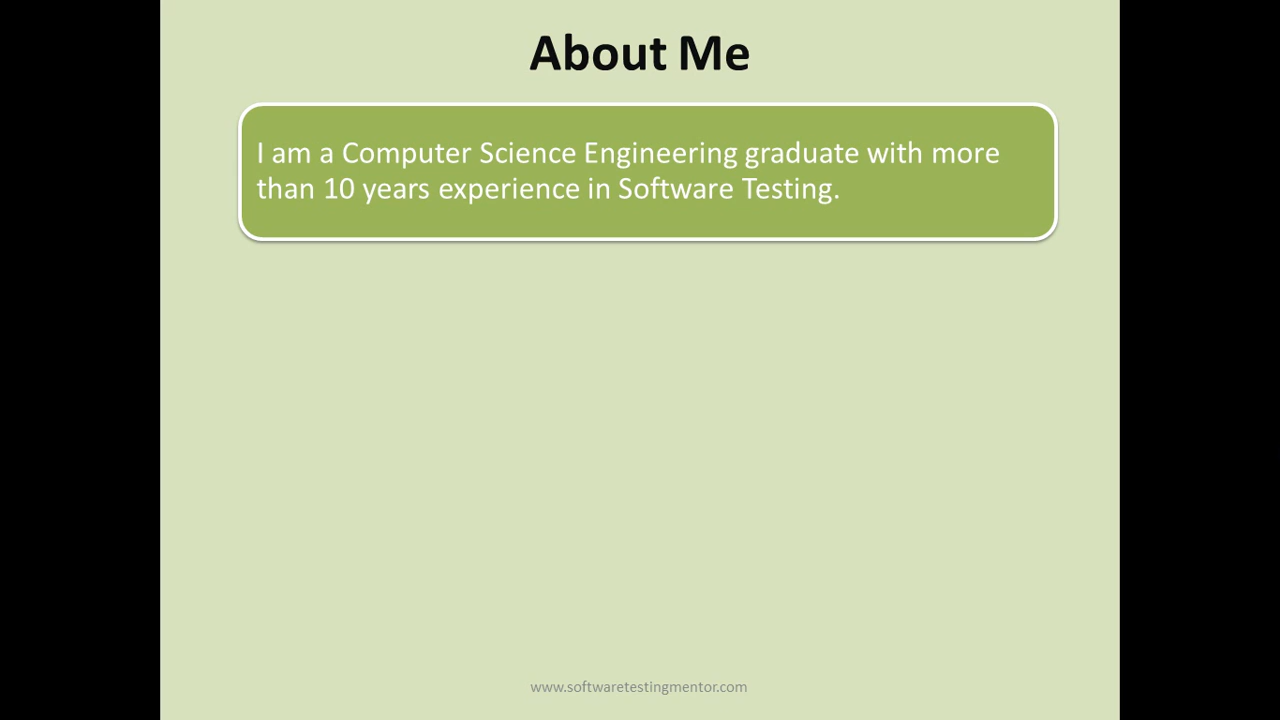 About Me
I am a Computer Science Engineering graduate with more
than 10 years experience in Software Testing.
www.softwaretestingmentor.com